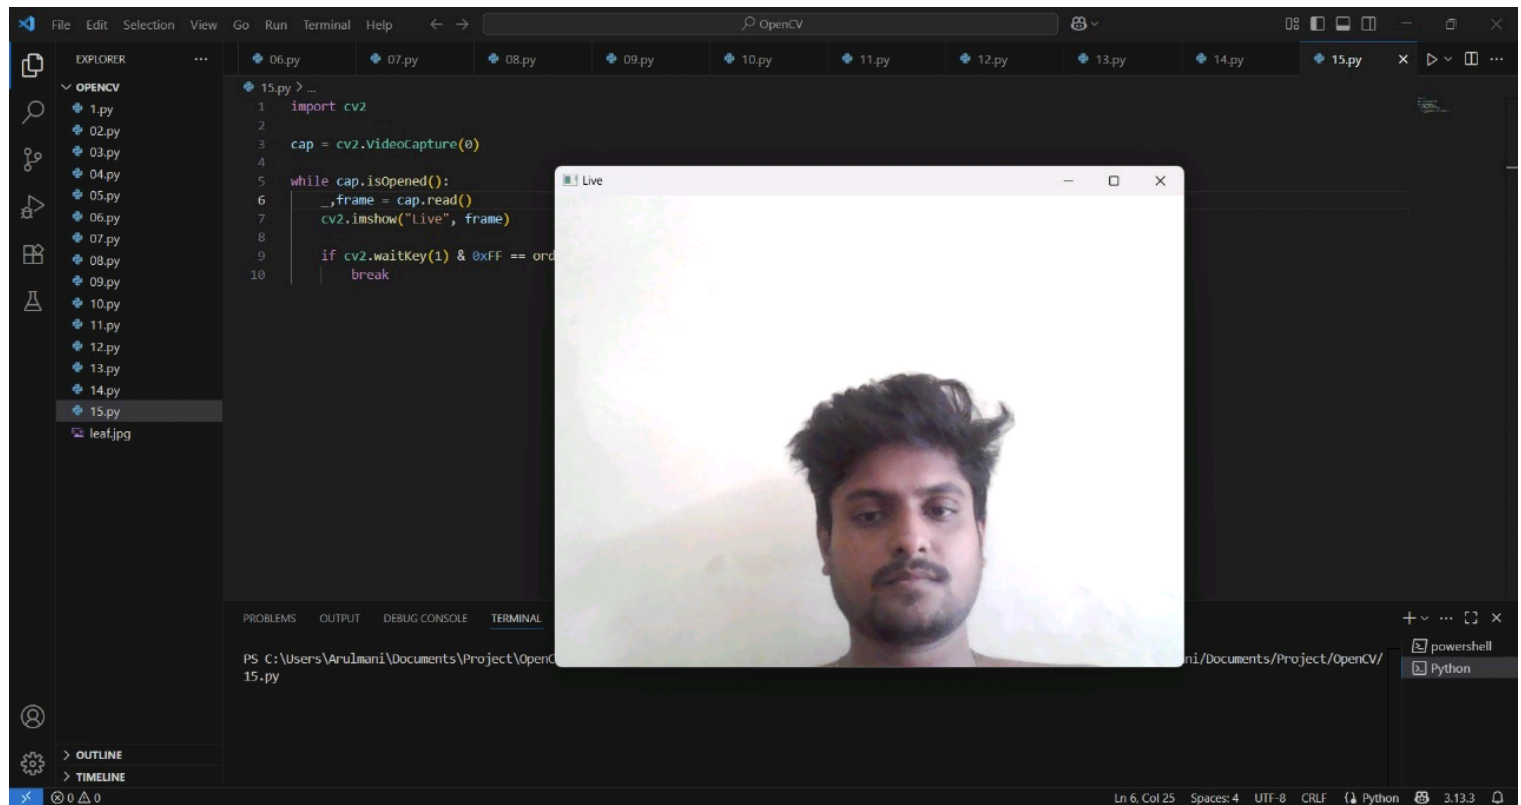 File Edit Selection View Go Run Terminal Help OpenCV
EXPLORER
OPENCV
1.py
02.py
03.py
04.py
05.py
06.py
07.py
08.py
09.py
10.py
11.py
12.py
13.py
14.py
15.py
leaf.jpg
OUTLINE
TIMELINE
06.py 07.py 08.py 09.py 10.py 11.py 12.py 13.py 14.py 15.py
15.py > ...
1 import cv2
2
3 cap = cv2.VideoCapture(0)
4
5 while cap.isOpened():
6 _,frame = cap.read()
7 cv2.imshow("Live", frame)
8
9 if cv2.waitKey(1) & 0xFF == ord
10 break
Live
PROBLEMS OUTPUT DEBUG CONSOLE TERMINAL
PS C:\Users\Arulmani\Documents\Project\OpenC ni/Documents/Project/OpenCV/
15.py
powershell
Python
0 0 Ln 6, Col 25 Spaces: 4 UTF-8 CRLF {} Python 3.13.3